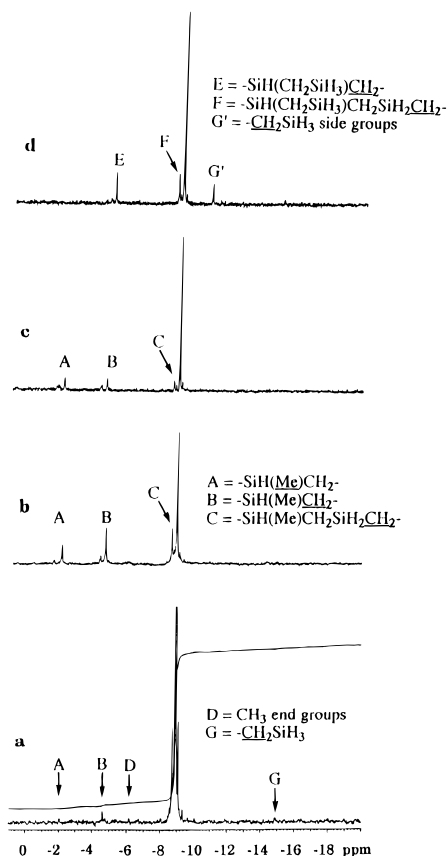 E = -SiH(CH₂SiH₃)CH₂-
F = -SiH(CH₂SiH₃)CH₂SiH₂CH₂-
G' = -CH₂SiH₃ side groups
d
E
F
G'
c
A
B
C
b
A
B
C
A = -SiH(Me)CH₂-
B = -SiH(Me)CH₂-
C = -SiH(Me)CH₂SiH₂CH₂-
a
A
B
D
G
D = CH₃ end groups
G = -CH₂SiH₃
0 -2 -4 -6 -8 -10 -12 -14 -16 -18 ppm